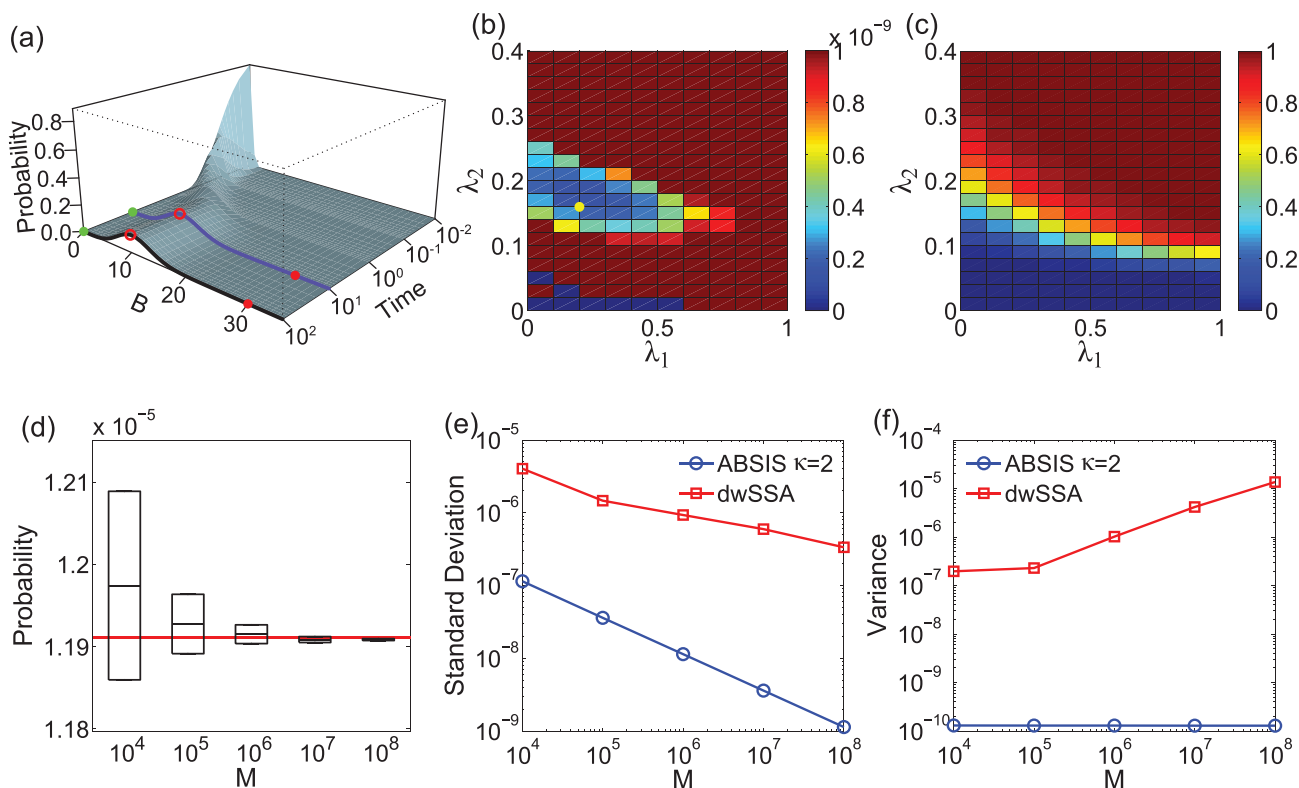 (a)
Probability
0.8
0.6
0.4
0.2
0.0
0
10
20
30
B
10^-2
10^-1
10^0
10^1
10^2
Time
(b)
x 10^-9
λ2
0.4
0.3
0.2
0.1
0
0
0.5
1
λ1
1
0.8
0.6
0.4
0.2
0
(c)
λ2
0.4
0.3
0.2
0.1
0
0
0.5
1
λ1
1
0.8
0.6
0.4
0.2
0
(d)
x 10^-5
Probability
1.21
1.2
1.19
1.18
10^4 10^5 10^6 10^7 10^8
M
(e)
Standard Deviation
10^-5
10^-6
10^-7
10^-8
10^-9
ABSIS κ=2
dwSSA
10^4 10^5 10^6 10^7 10^8
M
(f)
Variance
10^-4
10^-5
10^-6
10^-7
10^-8
10^-9
10^-10
ABSIS κ=2
dwSSA
10^4 10^5 10^6 10^7 10^8
M